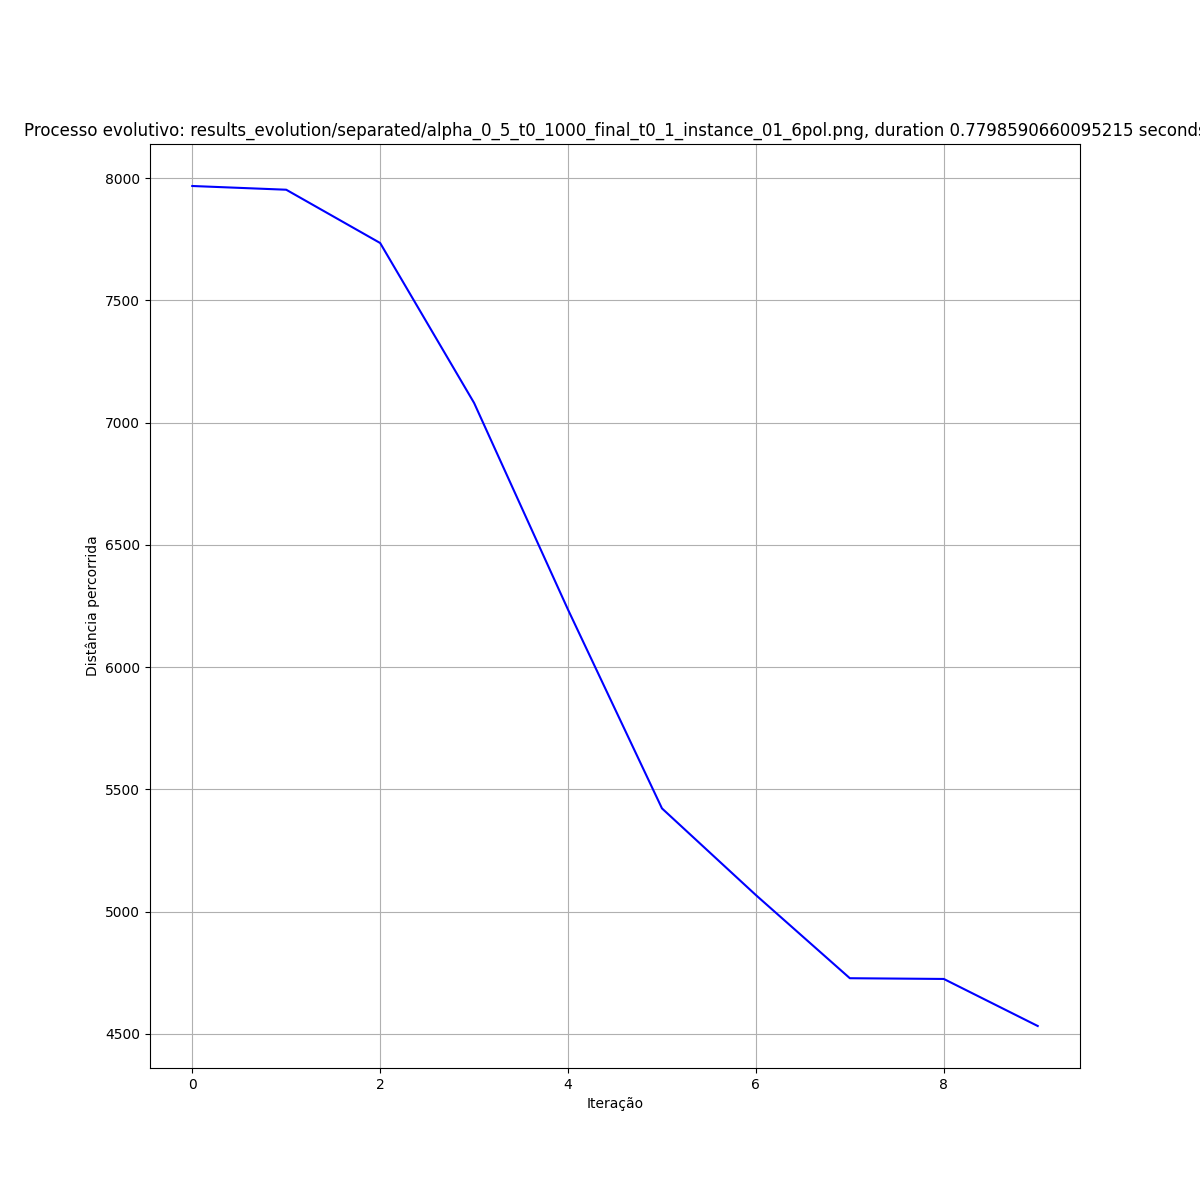 Processo evolutivo: results_evolution/separated/alpha_0_5_t0_1000_final_t0_1_instance_01_6pol.png, duration 0.7798590660095215 seconds
8000
7500
7000
6500
6000
5500
5000
4500
Distância percorrida
0 2 4 6 8
Iteração